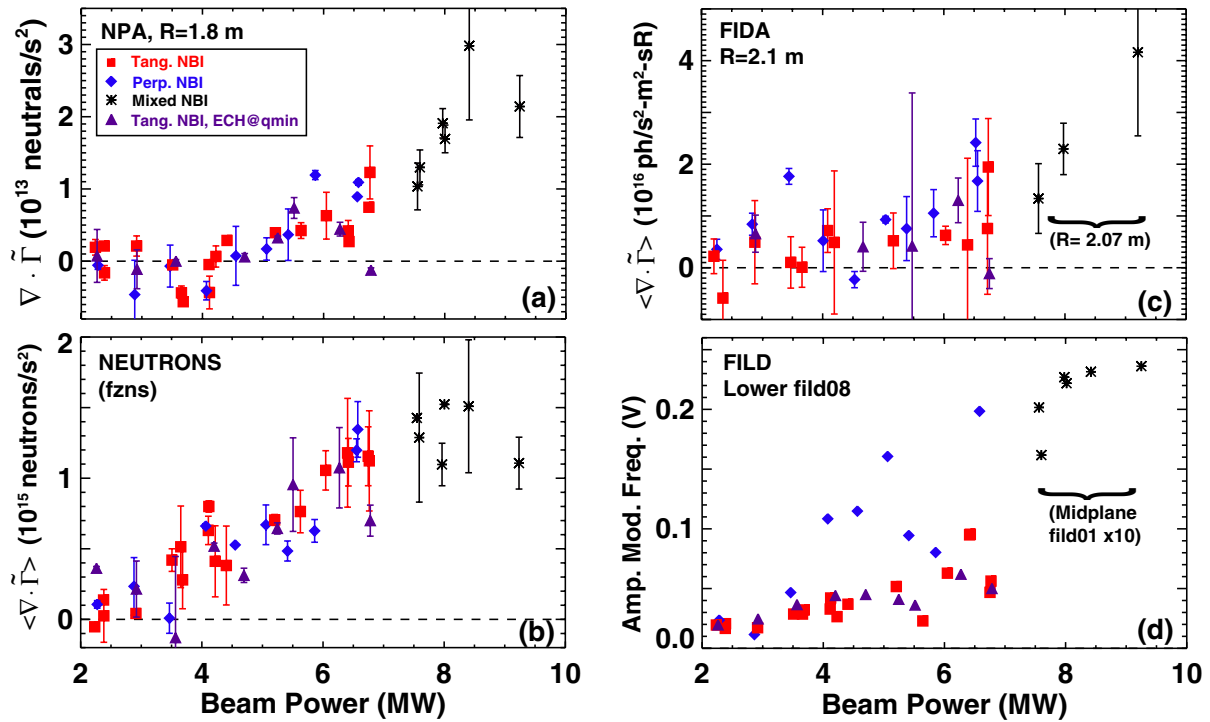 NPA, R=1.8 m
Tang. NBI
Perp. NBI
Mixed NBI
Tang. NBI, ECH@qmin
∇ · Γ̃ (10¹³ neutrals/s²)
3
2
1
0
(a)
NEUTRONS
(fzns)
<∇ · Γ̃> (10¹⁵ neutrons/s²)
2
1
0
(b)
2 4 6 8 10
Beam Power (MW)
FIDA
R=2.1 m
<∇ · Γ̃> (10¹⁶ ph/s²-m²-sR)
4
2
0
(R= 2.07 m)
(c)
FILD
Lower fild08
Amp. Mod. Freq. (V)
0.2
0.1
0.0
(Midplane
fild01 x10)
(d)
2 4 6 8 10
Beam Power (MW)